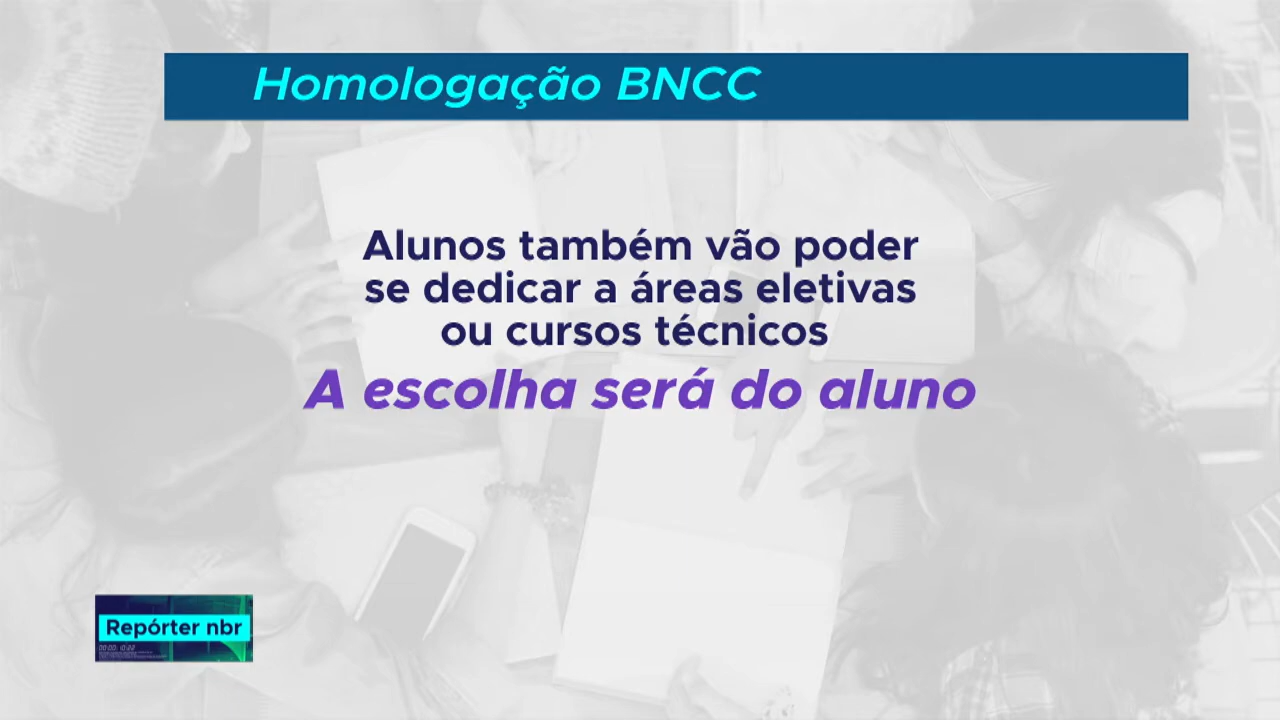 Homologação BNCC
Alunos também vão poder
se dedicar a áreas eletivas
ou cursos técnicos
A escolha será do aluno
Repórter nbr